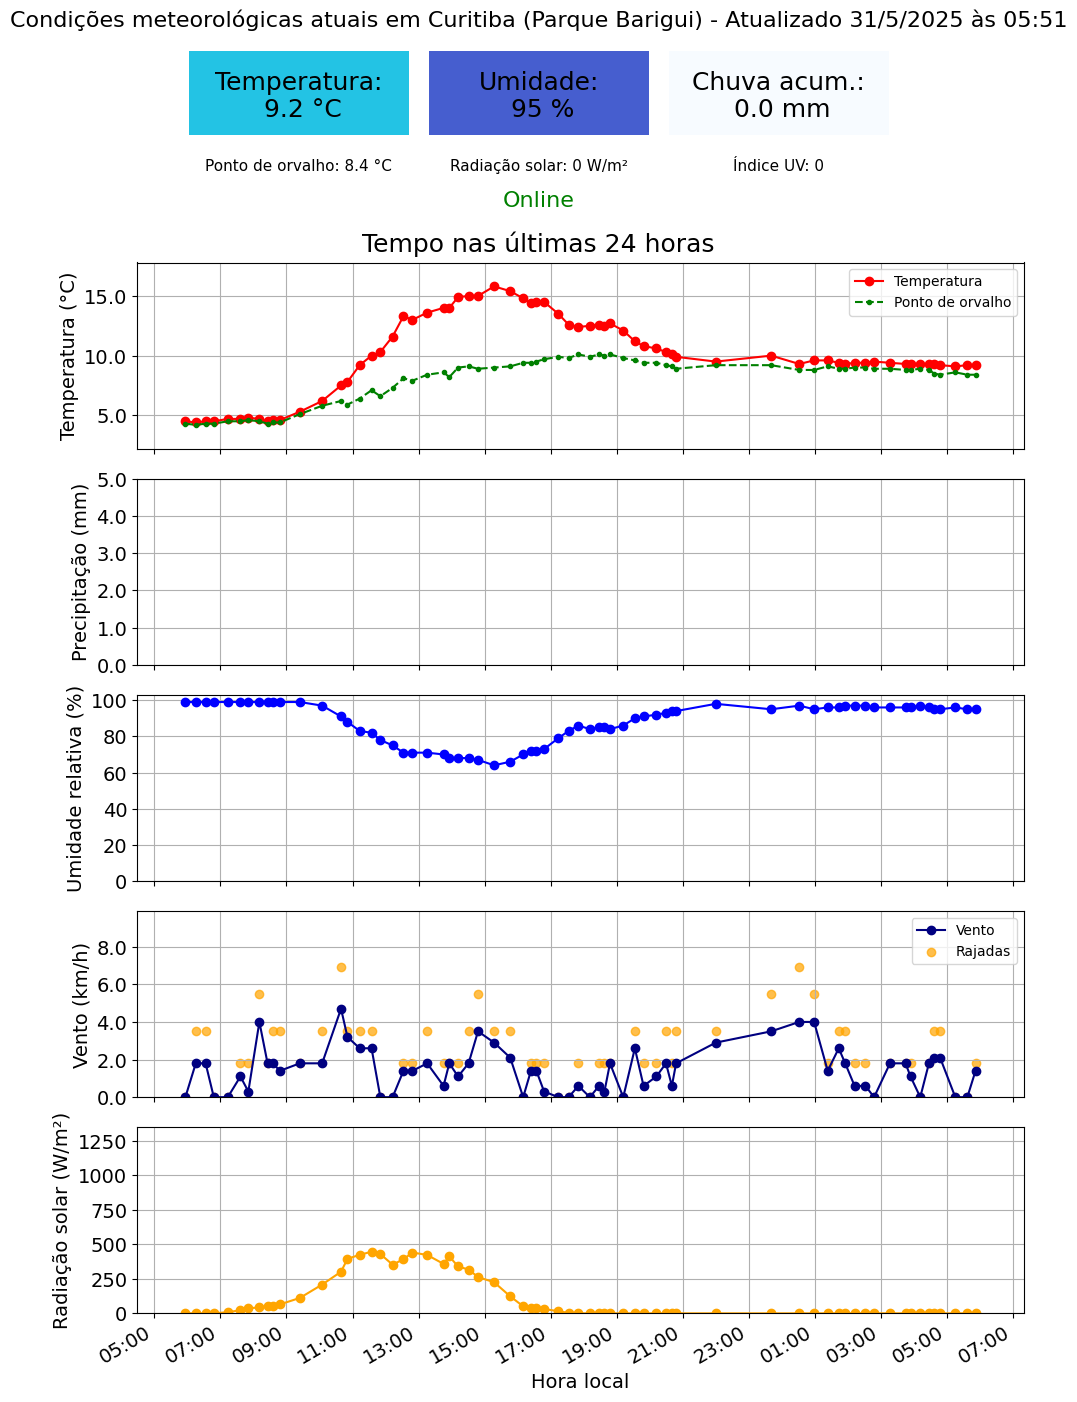 Condições meteorológicas atuais em Curitiba (Parque Barigui) - Atualizado 31/5/2025 às 05:51
Temperatura:
9.2 °C
Umidade:
95 %
Chuva acum.:
0.0 mm
Ponto de orvalho: 8.4 °C
Radiação solar: 0 W/m²
Índice UV: 0
Online
Tempo nas últimas 24 horas
Temperatura (°C)
15.0
10.0
5.0
Temperatura
Ponto de orvalho
Precipitação (mm)
5.0
4.0
3.0
2.0
1.0
0.0
Umidade relativa (%)
100
80
60
40
20
0
Vento (km/h)
8.0
6.0
4.0
2.0
0.0
Vento
Rajadas
Radiação solar (W/m²)
1250
1000
750
500
250
0
05:00
07:00
09:00
11:00
13:00
15:00
17:00
19:00
21:00
23:00
01:00
03:00
05:00
07:00
Hora local